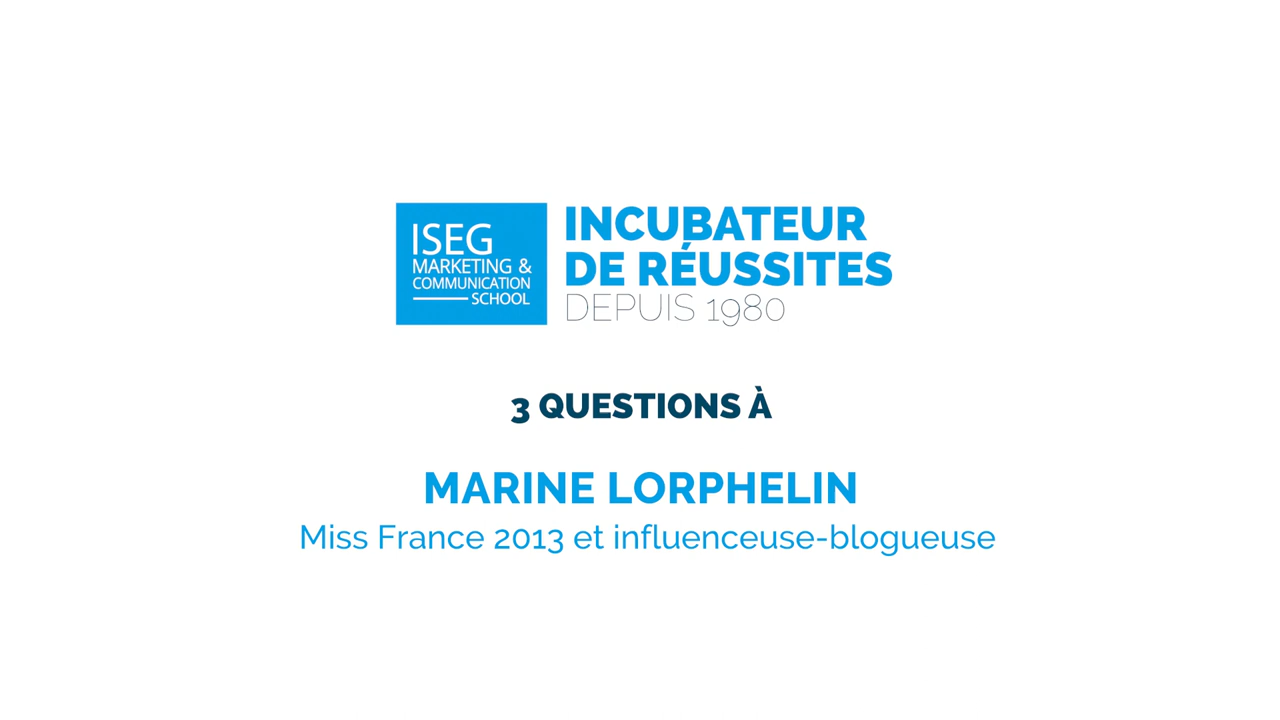 ISEG
MARKETING &
COMMUNICATION
SCHOOL
INCUBATEUR
DE RÉUSSITES
DEPUIS 1980
3 QUESTIONS À
MARINE LORPHELIN
Miss France 2013 et influenceuse-blogueuse